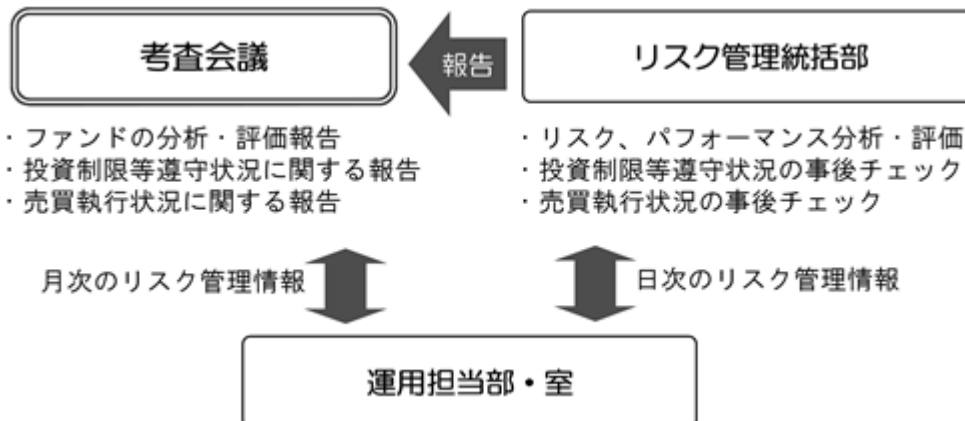 考査会議
報告
リスク管理統括部
・ファンドの分析・評価報告
・投資制限等遵守状況に関する報告
・売買執行状況に関する報告
・リスク、パフォーマンス分析・評価
・投資制限等遵守状況の事後チェック
・売買執行状況の事後チェック
月次のリスク管理情報
日次のリスク管理情報
運用担当部・室